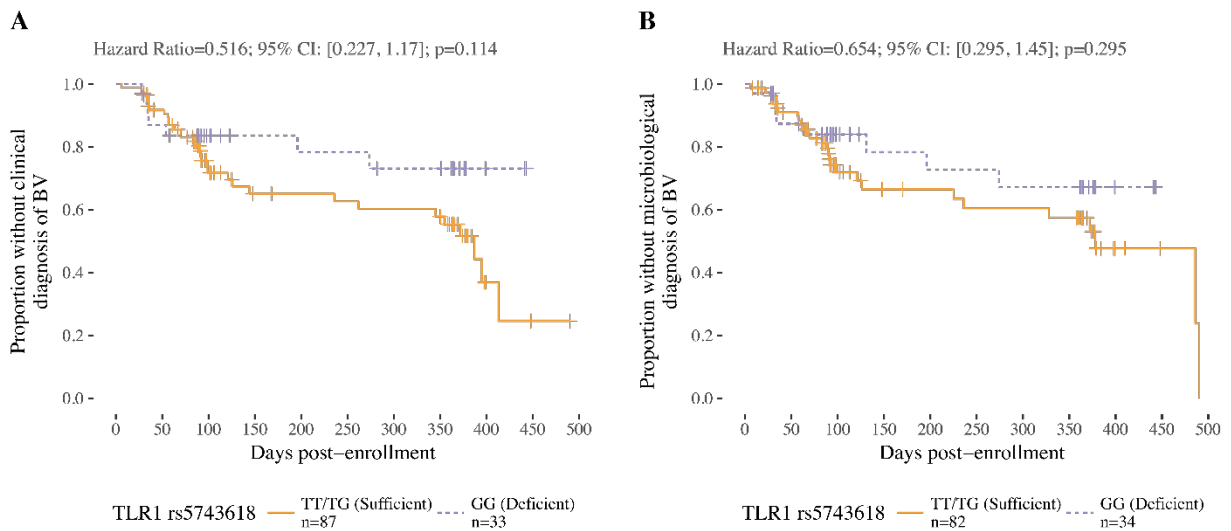 A
Hazard Ratio=0.516; 95% CI: [0.227, 1.17]; p=0.114
Proportion without clinical
diagnosis of BV
1.0
0.8
0.6
0.4
0.2
0.0
0 50 100 150 200 250 300 350 400 450 500
Days post−enrollment
TLR1 rs5743618
TT/TG (Sufficient)
n=87
GG (Deficient)
n=33
B
Hazard Ratio=0.654; 95% CI: [0.295, 1.45]; p=0.295
Proportion without microbiological
diagnosis of BV
1.0
0.8
0.6
0.4
0.2
0.0
0 50 100 150 200 250 300 350 400 450 500
Days post−enrollment
TLR1 rs5743618
TT/TG (Sufficient)
n=82
GG (Deficient)
n=34